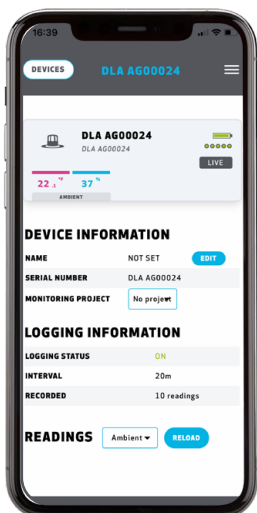 16:39
DEVICES DLA AG00024
DLA AG00024
DLA AG00024
LIVE
22.1 37 %
AMBIENT
DEVICE INFORMATION
NAME NOT SET EDIT
SERIAL NUMBER DLA AG00024
MONITORING PROJECT No project
LOGGING INFORMATION
LOGGING STATUS ON
INTERVAL 20m
RECORDED 10 readings
READINGS Ambient RELOAD